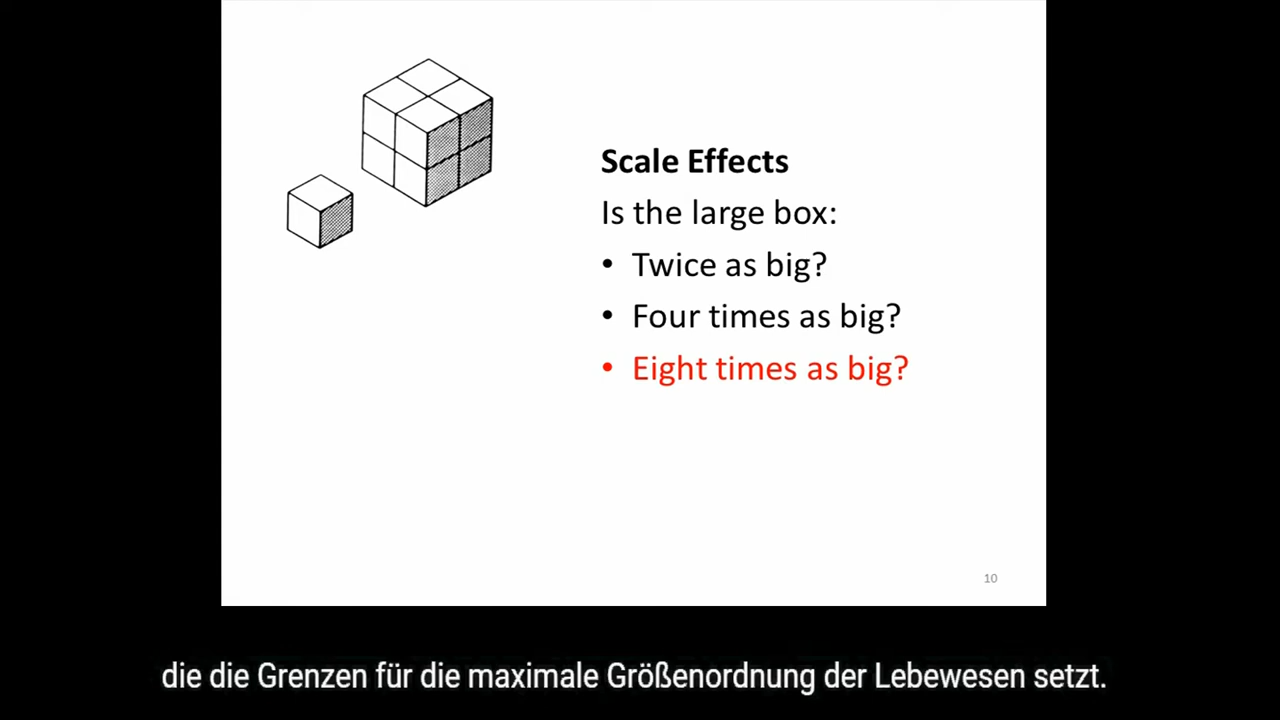 Scale Effects
Is the large box:
• Twice as big?
• Four times as big?
• Eight times as big?
10
die die Grenzen für die maximale Größenordnung der Lebewesen setzt.